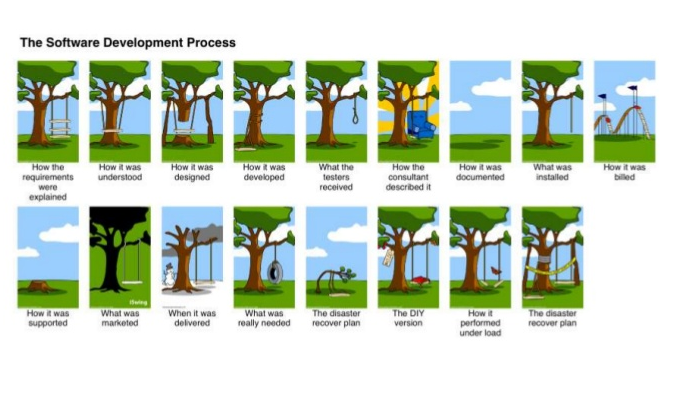 The Software Development Process
How the
requirements
were
explained
How it was
understood
How it was
designed
How it was
developed
What the
testers
received
How the
consultant
described it
How it was
documented
What was
installed
How it was
billed
iSwing
How it was
supported
What was
marketed
When it was
delivered
What was
really needed
The disaster
recover plan
The DIY
version
How it
performed
under load
The disaster
recover plan